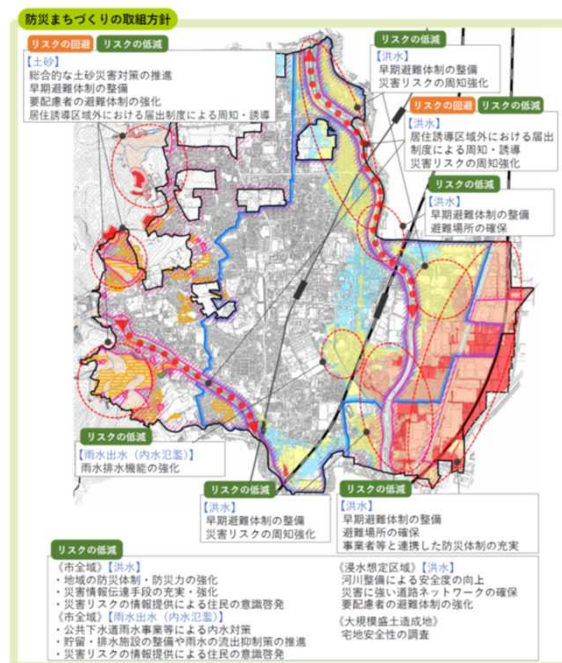 防災まちづくりの取組方針
リスクの回避 リスクの低減
【土砂】
総合的な土砂災害対策の推進
早期避難体制の整備
要配慮者の避難体制の強化
居住誘導区域外における届出制度による周知・誘導
リスクの低減
【洪水】
早期避難体制の整備
災害リスクの周知強化
リスクの回避 リスクの低減
【洪水】
居住誘導区域外における届出
制度による周知・誘導
災害リスクの周知強化
リスクの低減
【洪水】
早期避難体制の整備
避難場所の確保
リスクの低減
【雨水出水（内水氾濫）】
雨水排水機能の強化
リスクの低減
【洪水】
早期避難体制の整備
災害リスクの周知強化
リスクの低減
【洪水】
早期避難体制の整備
避難場所の確保
事業者等と連携した防災体制の充実
リスクの低減
《市全域》【洪水】
・地域の防災体制・防災力の強化
・災害情報伝達手段の充実・強化
・災害リスクの情報提供による住民の意識啓発
《市全域》【雨水出水（内水氾濫）】
・公共下水道雨水事業等による内水対策
・貯留・排水施設の整備や雨水の流出抑制策の推進
・災害リスクの情報提供による住民の意識啓発
《浸水想定区域》【洪水】
河川整備による安全度の向上
災害に強い道路ネットワークの確保
要配慮者の避難体制の強化
《大規模盛土造成地》
宅地安全性の調査